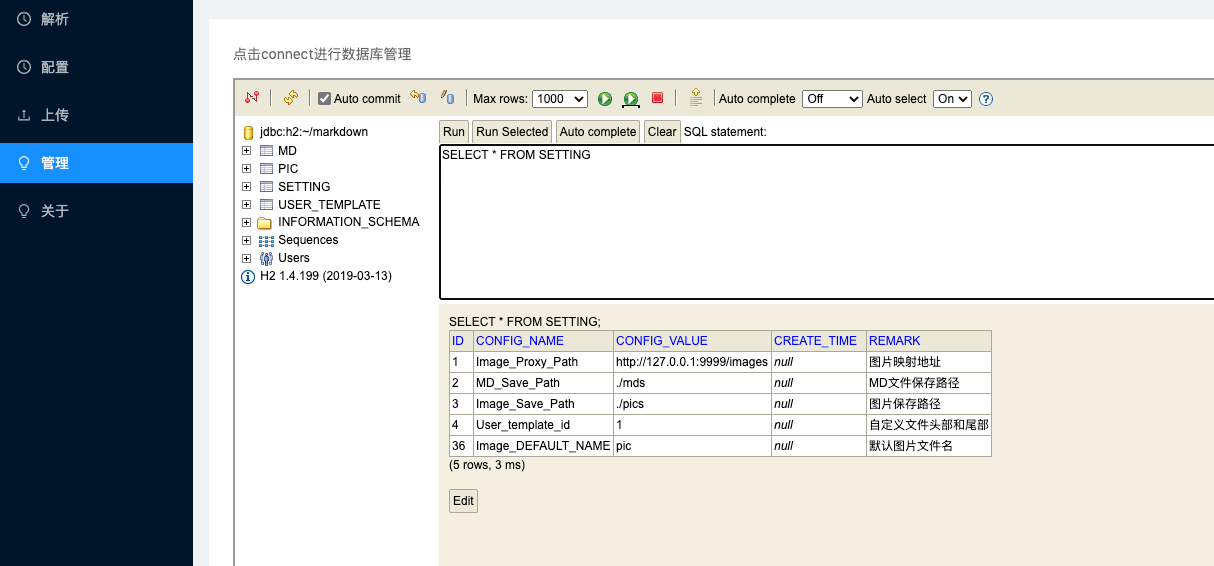 解析
配置
上传
管理
关于
点击connect进行数据库管理
Auto commit Max rows: 1000 Auto complete Off Auto select On
jdbc:h2:~/markdown
MD
PIC
SETTING
USER_TEMPLATE
INFORMATION_SCHEMA
Sequences
Users
H2 1.4.199 (2019-03-13)
Run Run Selected Auto complete Clear SQL statement:
SELECT * FROM SETTING
SELECT * FROM SETTING;
ID CONFIG_NAME CONFIG_VALUE CREATE_TIME REMARK
1 Image_Proxy_Path http://127.0.0.1:9999/images null 图片映射地址
2 MD_Save_Path ./mds null MD文件保存路径
3 Image_Save_Path ./pics null 图片保存路径
4 User_template_id 1 null 自定义文件头部和尾部
36 Image_DEFAULT_NAME pic null 默认图片文件名
(5 rows, 3 ms)
Edit